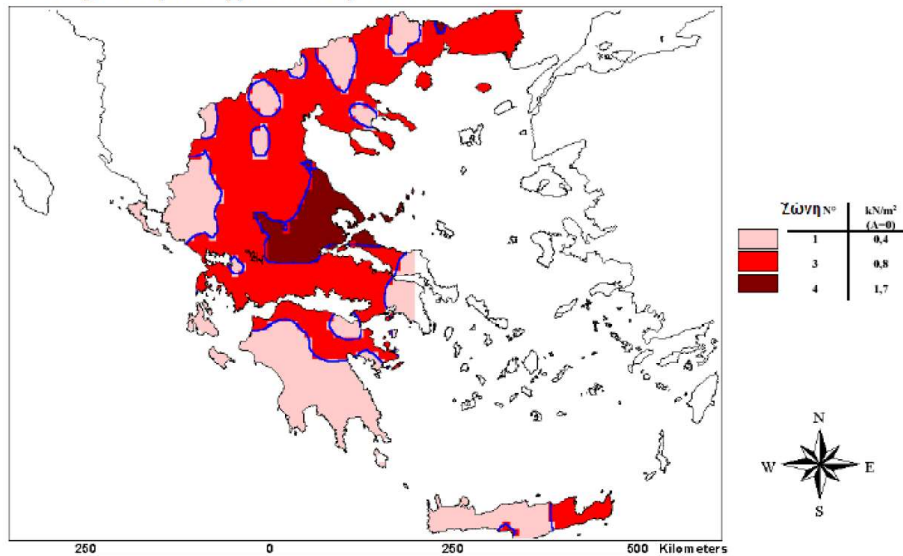 Ζώνη N° kN/m²
(A=0)
1 0,4
3 0,8
4 1,7
N
W E
S
250 0 250 500 Kilometers